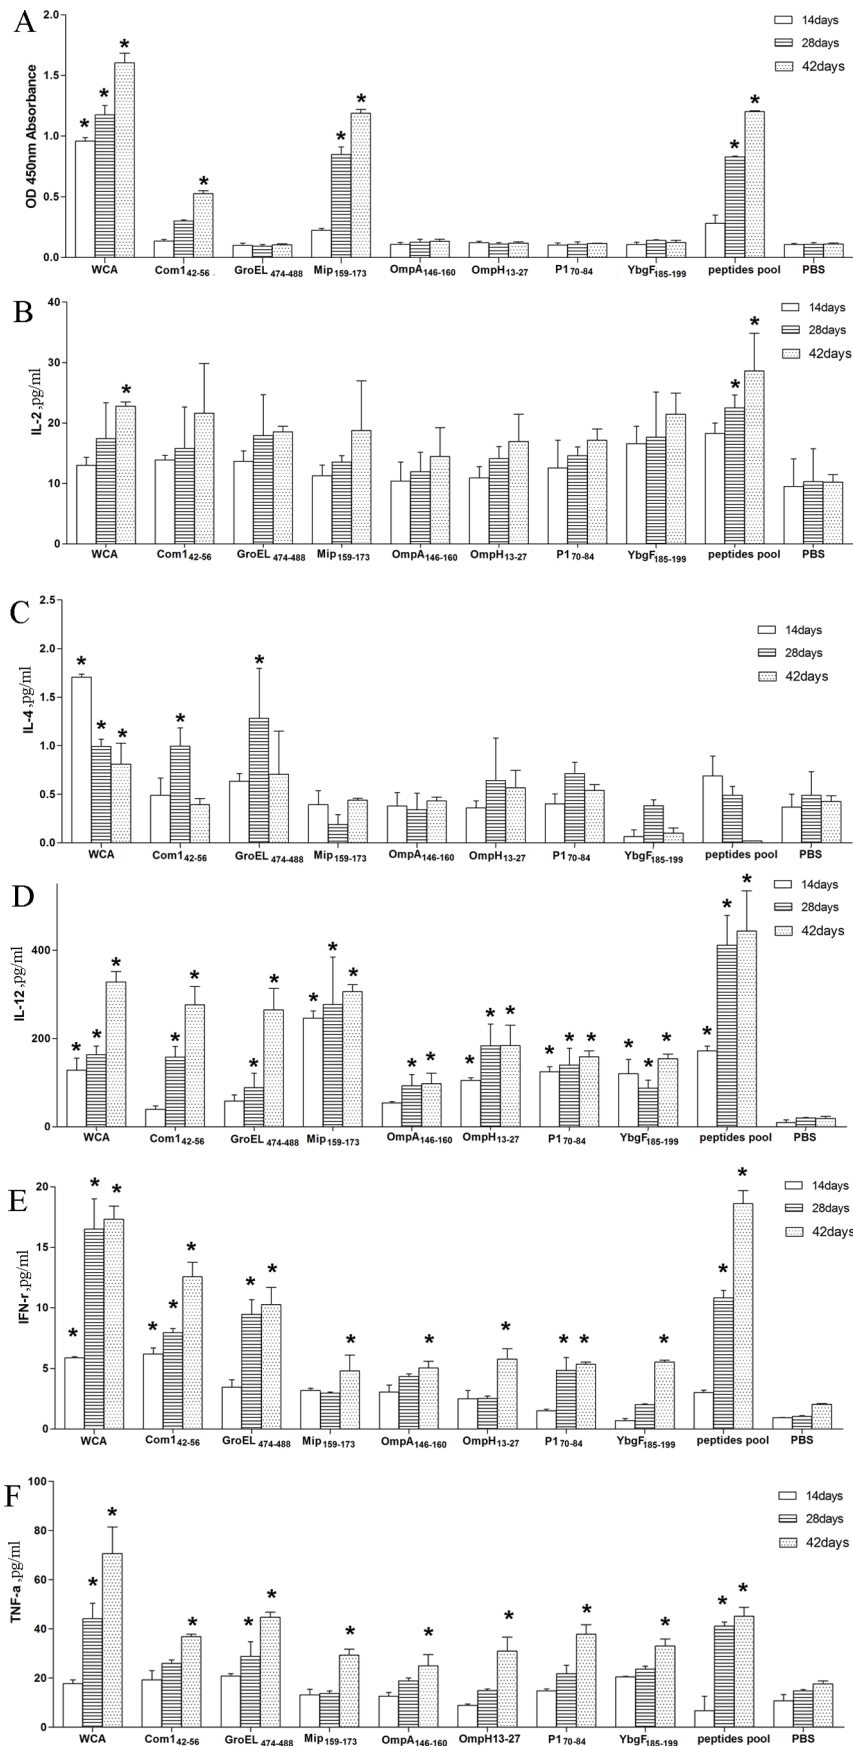 A
2.0
1.5
1.0
0.5
0.0
OD 450nm Absorbance
14days
28days
42days
WCA Com1 42-56 GroEL 474-488 Mip 159-173 OmpA 146-160 OmpH 13-27 P1 70-84 YbgF 185-199 peptides pool PBS
B
40
30
20
10
0
IL-2 ,pg/ml
14days
28days
42days
WCA Com1 42-56 GroEL 474-488 Mip 159-173 OmpA 146-160 OmpH 13-27 P1 70-84 YbgF 185-199 peptides pool PBS
C
2.5
2.0
1.5
1.0
0.5
0.0
IL-4 ,pg/ml
14days
28days
42days
WCA Com1 42-56 GroEL 474-488 Mip 159-173 OmpA 146-160 OmpH 13-27 P1 70-84 YbgF 185-199 peptides pool PBS
D
400
200
0
IL-12 ,pg/ml
14days
28days
42days
WCA Com1 42-56 GroEL 474-488 Mip 159-173 OmpA 146-160 OmpH 13-27 P1 70-84 YbgF 185-199 peptides pool PBS
E
20
15
10
5
0
IFN-r ,pg/ml
14days
28days
42days
WCA Com1 42-56 GroEL 474-488 Mip 159-173 OmpA 146-160 OmpH 13-27 P1 70-84 YbgF 185-199 peptides pool PBS
F
100
80
60
40
20
0
TNF-a ,pg/ml
14days
28days
42days
WCA Com1 42-56 GroEL 474-488 Mip 159-173 OmpA 146-160 OmpH13-27 P1 70-84 YbgF 185-199 peptides pool PBS